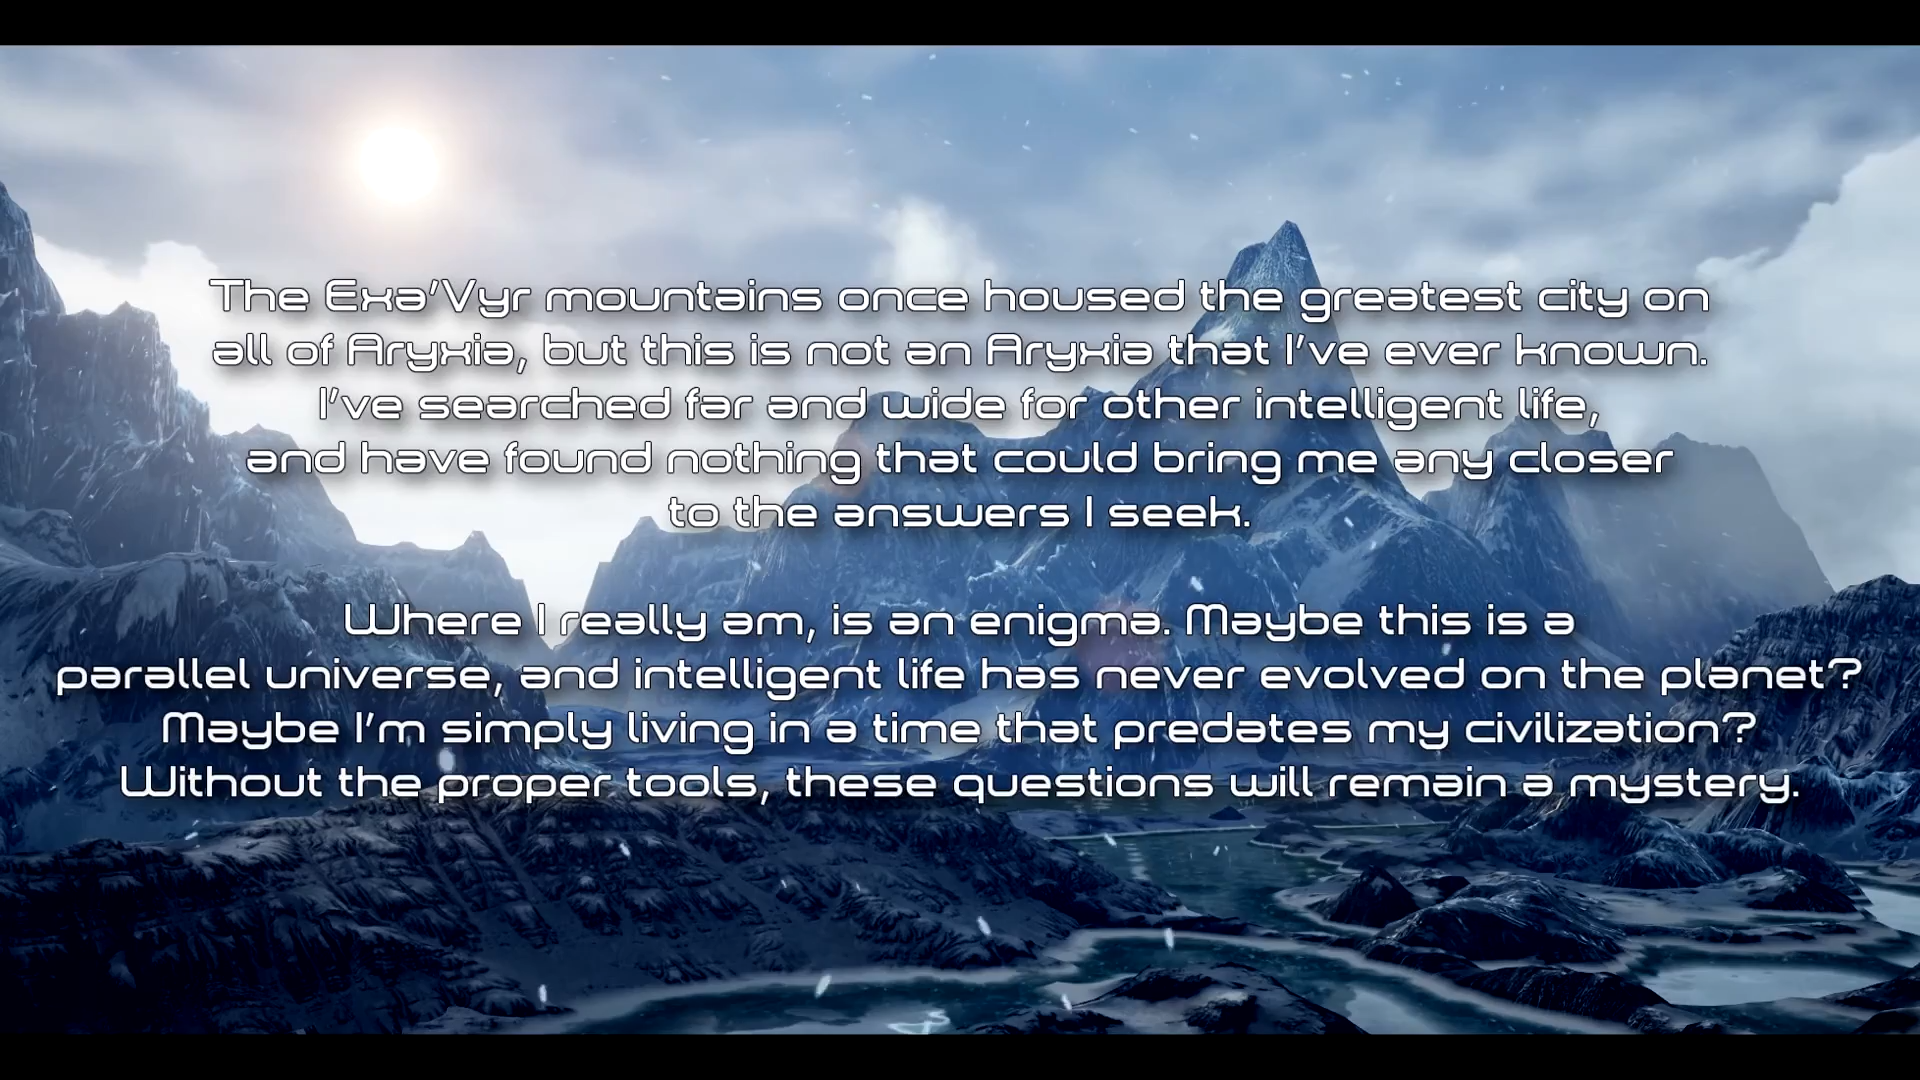 The Exa'Vyr mountains once housed the greatest city on
all of Aryxia, but this is not an Aryxia that I've ever known.
I've searched far and wide for other intelligent life,
and have found nothing that could bring me any closer
to the answers I seek.
Where I really am, is an enigma. Maybe this is a
parallel universe, and intelligent life has never evolved on the planet?
Maybe I'm simply living in a time that predates my civilization?
Without the proper tools, these questions will remain a mystery.